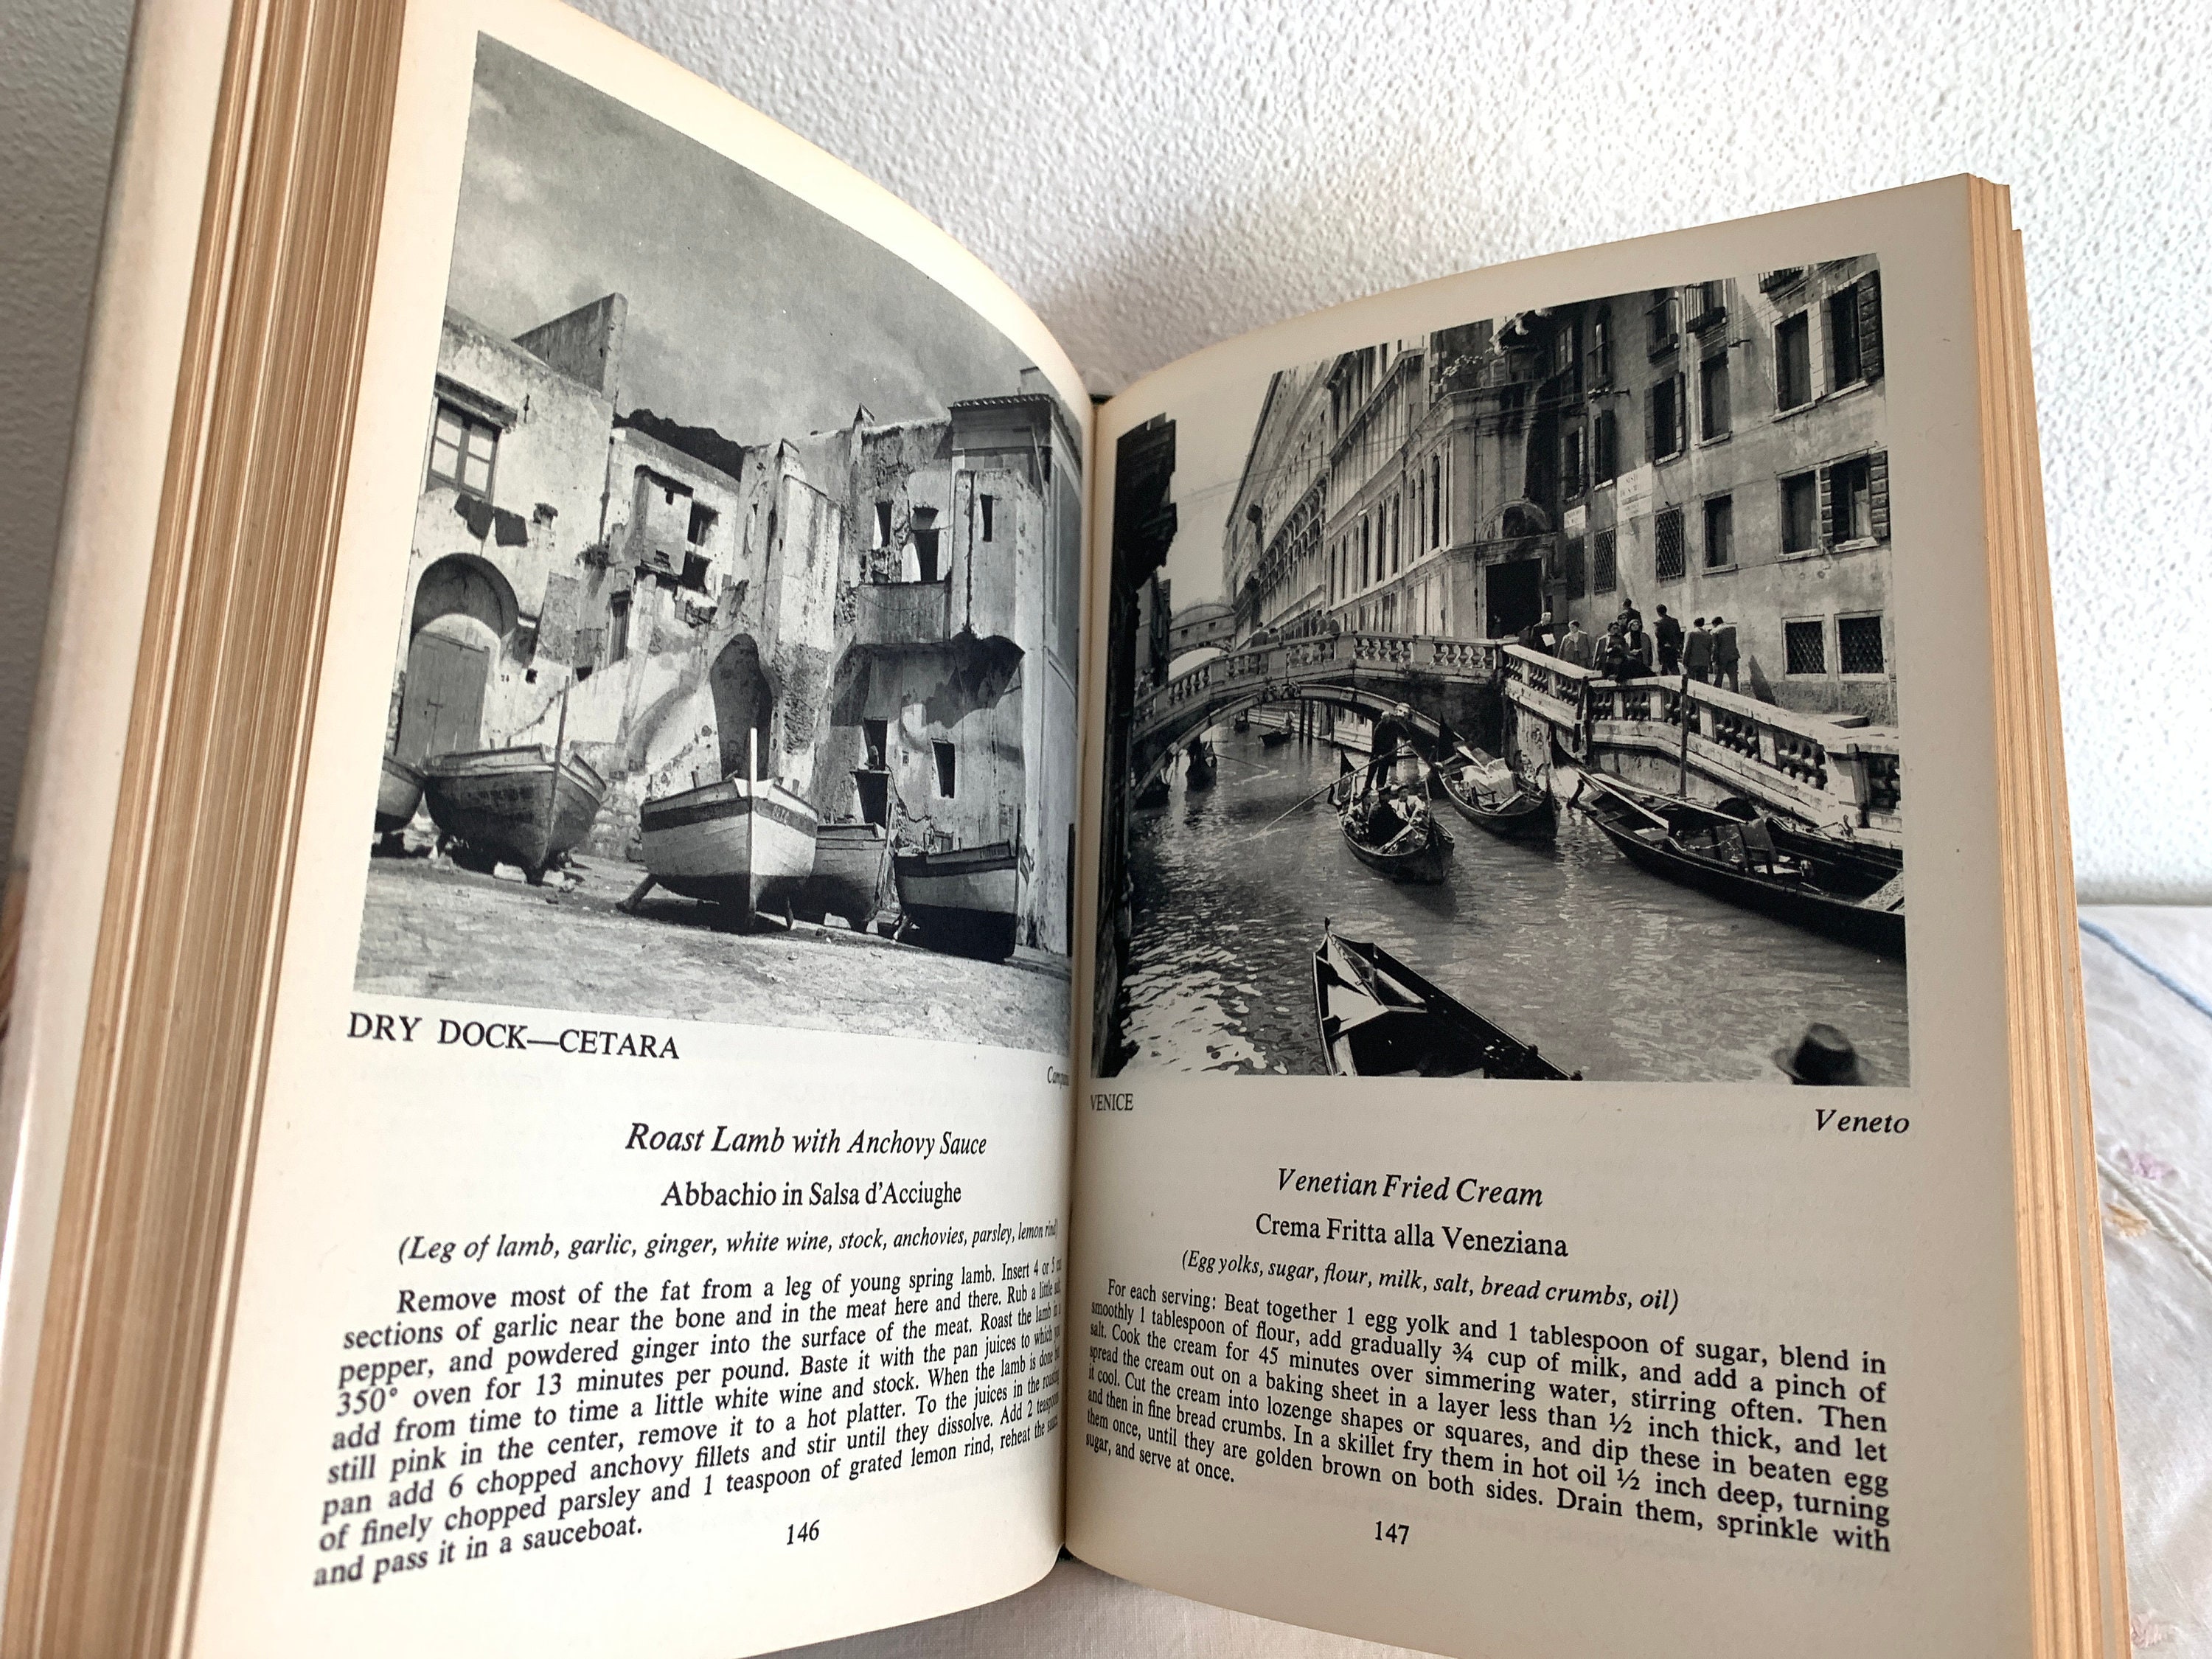 DRY DOCK—CETARA
Roast Lamb with Anchovy Sauce
Abbachio in Salsa d'Acciughe
(Leg of lamb, garlic, ginger, white wine, stock, anchovies, parsley, lemon rind)
Remove most of the fat from a leg of young spring lamb. Insert 4 or 5
sections of garlic near the bone and in the meat here and there. Rub a little
pepper, and powdered ginger into the surface of the meat. Roast the lamb in a
350° oven for 13 minutes per pound. Baste it with the pan juices to which
add from time to time a little white wine and stock. When the lamb is done
still pink in the center, remove it to a hot platter. To the juices in the
pan add 6 chopped anchovy fillets and stir until they dissolve. Add 2
of finely chopped parsley and 1 teaspoon of grated lemon rind, reheat the
and pass it in a sauceboat.
146
VENICE
Veneto
Venetian Fried Cream
Crema Fritta alla Veneziana
(Egg yolks, sugar, flour, milk, salt, bread crumbs, oil)
For each serving: Beat together 1 egg yolk and 1 tablespoon of sugar, blend in
smoothly 1 tablespoon of flour, add gradually ¾ cup of milk, and add a pinch of
salt. Cook the cream for 45 minutes over simmering water, stirring often. Then
spread the cream out on a baking sheet in a layer less than ½ inch thick, and let
it cool. Cut the cream into lozenge shapes or squares, and dip these in beaten egg
and then in fine bread crumbs. In a skillet fry them in hot oil ½ inch deep, turning
them once, until they are golden brown on both sides. Drain them, sprinkle with
sugar, and serve at once.
147